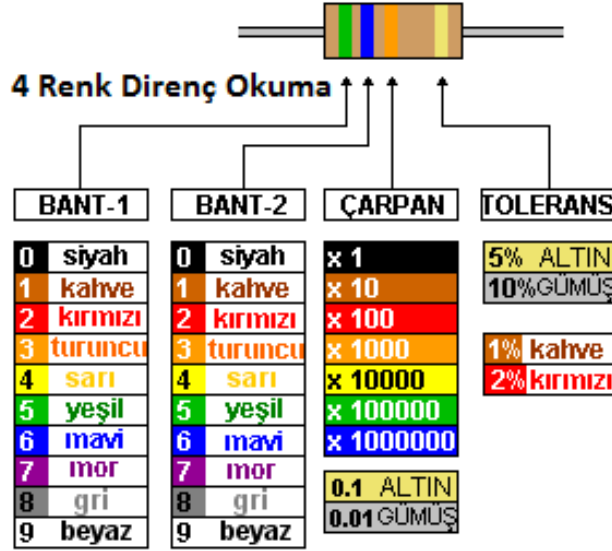 4 Renk Direnç Okuma
BANT-1 BANT-2 ÇARPAN TOLERANS
0 siyah 0 siyah x 1 5% ALTIN
1 kahve 1 kahve x 10 10% GÜMÜŞ
2 kırmızı 2 kırmızı x 100
3 turuncu 3 turuncu x 1000 1% kahve
4 sarı 4 sarı x 10000 2% kırmızı
5 yeşil 5 yeşil x 100000
6 mavi 6 mavi x 1000000
7 mor 7 mor
8 gri 8 gri 0.1 ALTIN
9 beyaz 9 beyaz 0.01 GÜMÜŞ